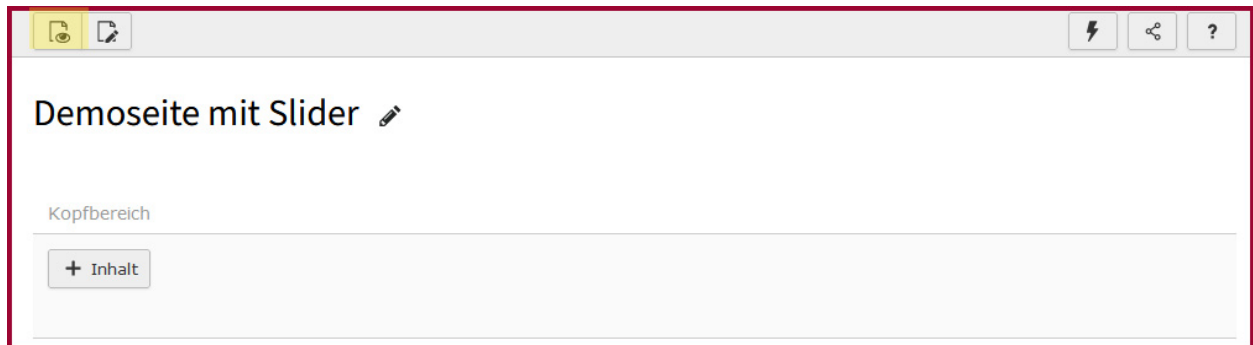 ?
Demoseite mit Slider
Kopfbereich
+ Inhalt